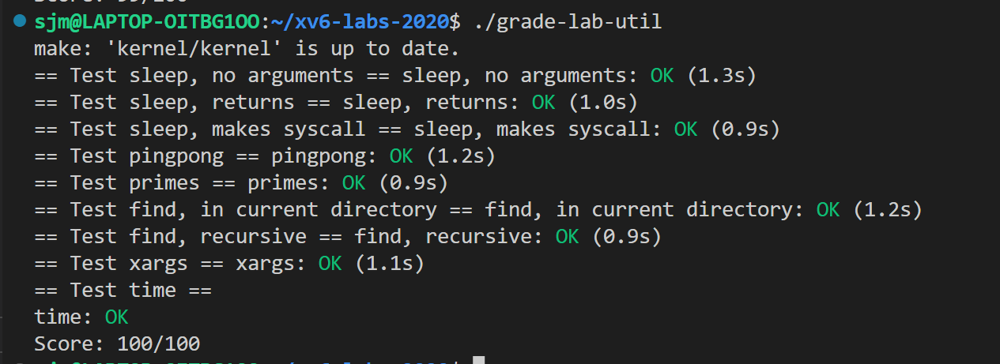 sjm@LAPTOP-OITBG1OO:~/xv6-labs-2020$ ./grade-lab-util
make: 'kernel/kernel' is up to date.
== Test sleep, no arguments == sleep, no arguments: OK (1.3s)
== Test sleep, returns == sleep, returns: OK (1.0s)
== Test sleep, makes syscall == sleep, makes syscall: OK (0.9s)
== Test pingpong == pingpong: OK (1.2s)
== Test primes == primes: OK (0.9s)
== Test find, in current directory == find, in current directory: OK (1.2s)
== Test find, recursive == find, recursive: OK (0.9s)
== Test xargs == xargs: OK (1.1s)
== Test time ==
time: OK
Score: 100/100